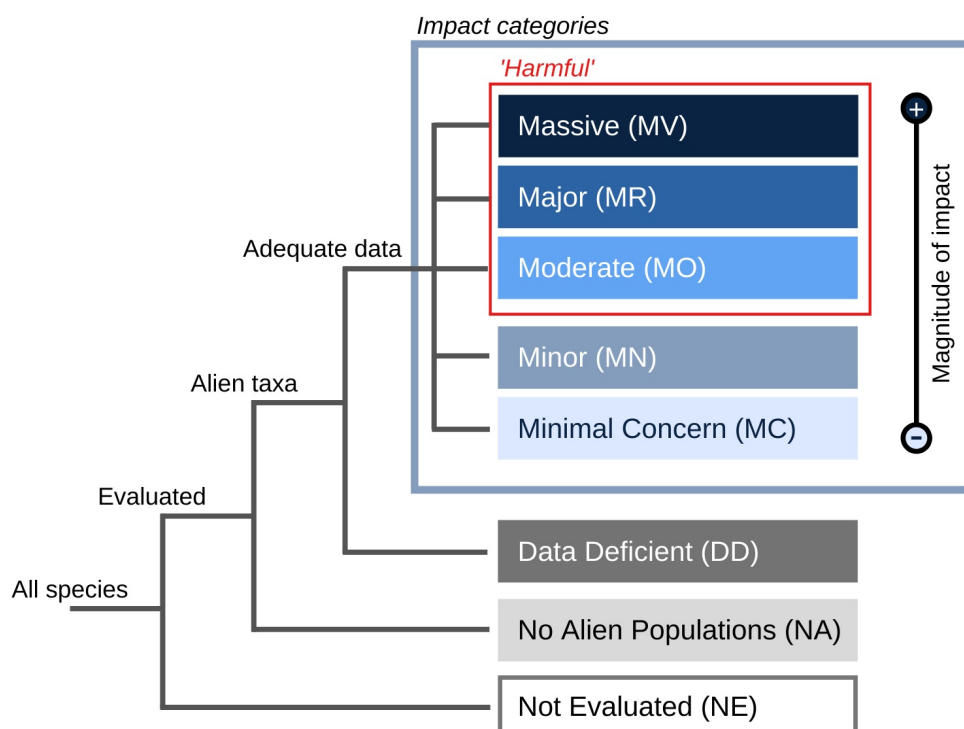 Impact categories
'Harmful'
Massive (MV)
Major (MR)
Adequate data
Moderate (MO)
Minor (MN)
Alien taxa
Minimal Concern (MC)
+
Magnitude of impact
-
Evaluated
Data Deficient (DD)
All species
No Alien Populations (NA)
Not Evaluated (NE)